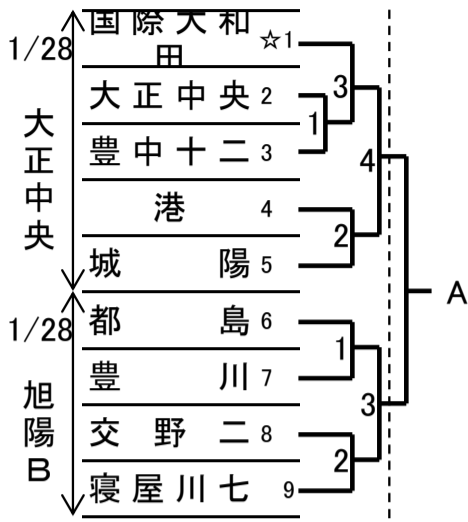 国際大和
田
☆1
1/28
大正中央 2
豊中十二 3
港 4
城陽 5
大正中央
都島 6
豊川 7
交野二 8
寝屋川七 9
1/28
旭陽B
3
1
4
2
1
3
2
A